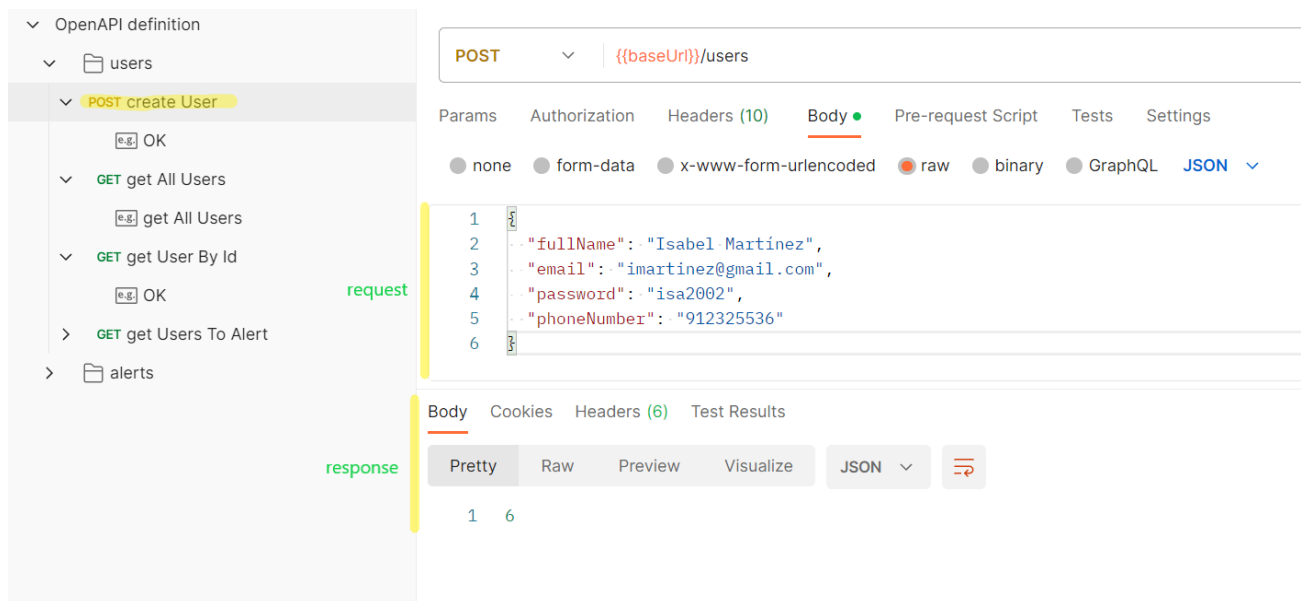 OpenAPI definition
users
POST create User
e.g. OK
GET get All Users
e.g. get All Users
GET get User By Id
e.g. OK
GET get Users To Alert
alerts
request
response
POST {{baseUrl}}/users
Params Authorization Headers (10) Body Pre-request Script Tests Settings
none form-data x-www-form-urlencoded raw binary GraphQL JSON
1 {
2 "fullName": "Isabel Martínez",
3 "email": "imartinez@gmail.com",
4 "password": "isa2002",
5 "phoneNumber": "912325536"
6 }
Body Cookies Headers (6) Test Results
Pretty Raw Preview Visualize JSON
1 6